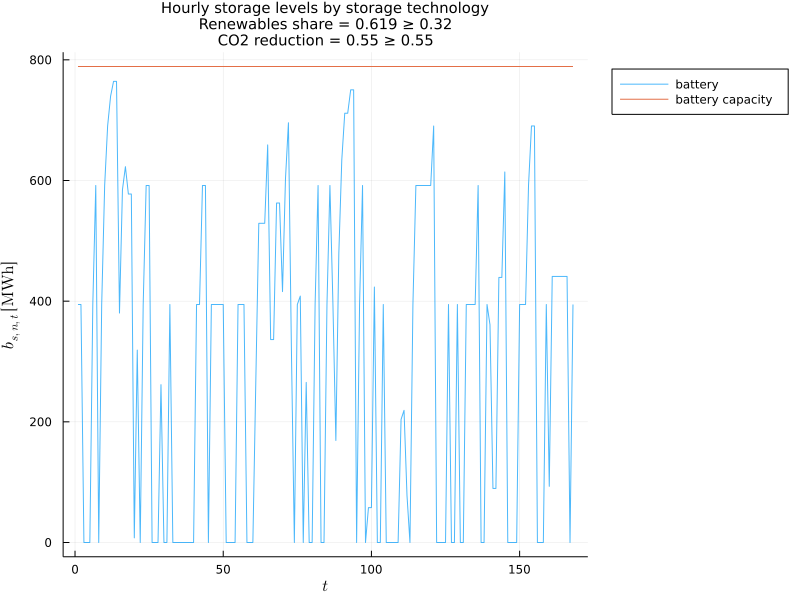 Hourly storage levels by storage technology
Renewables share = 0.619 ≥ 0.32
CO2 reduction = 0.55 ≥ 0.55
800
600
400
200
0
b_{s, n, t} [MWh]
0 50 100 150
t
battery
battery capacity